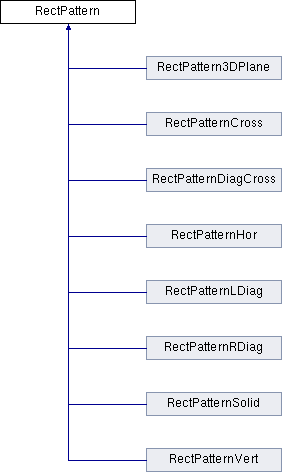 RectPattern
RectPattern3DPlane
RectPatternCross
RectPatternDiagCross
RectPatternHor
RectPatternLDiag
RectPatternRDiag
RectPatternSolid
RectPatternVert